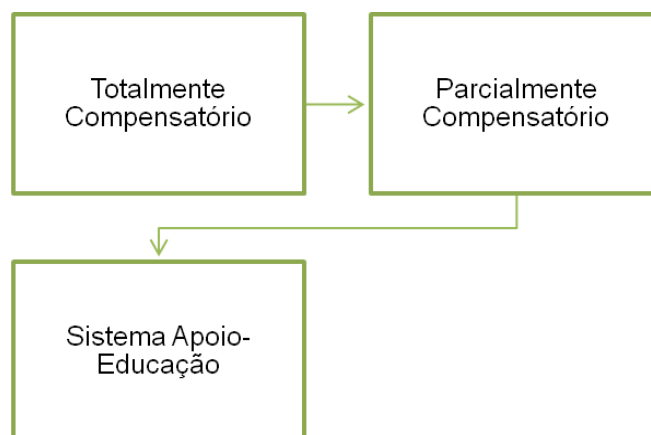 Totalmente
Compensatório
Parcialmente
Compensatório
Sistema Apoio-
Educação